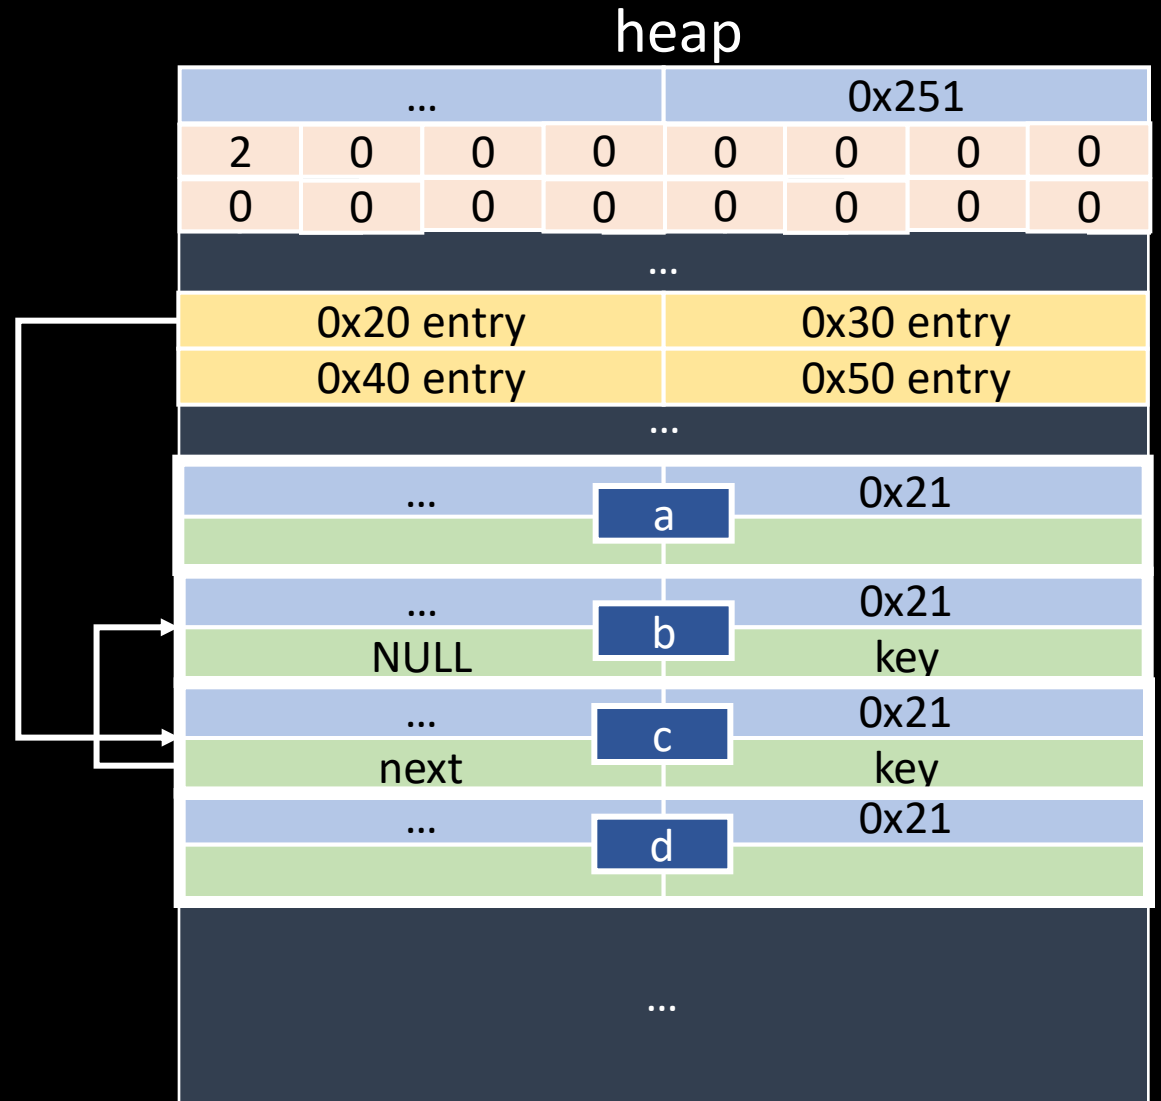 heap
... 0x251
2 0 0 0 0 0 0 0
0 0 0 0 0 0 0 0
...
0x20 entry 0x30 entry
0x40 entry 0x50 entry
...
... 0x21
a
... 0x21
b
NULL key
... 0x21
c
next key
... 0x21
d
...